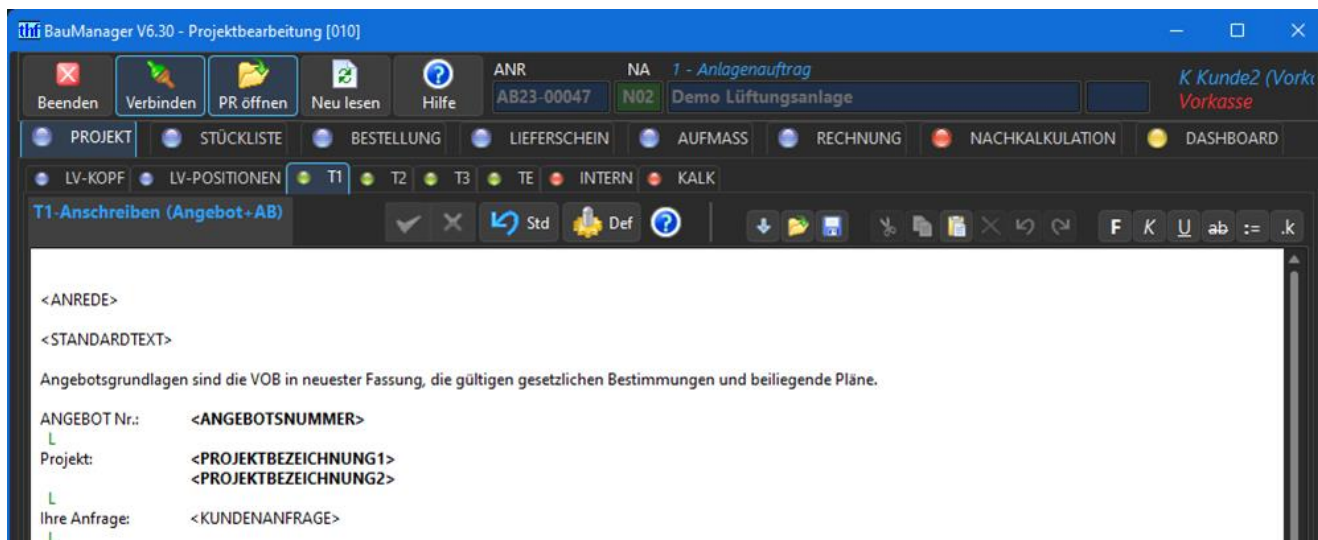 thfi BauManager V6.30 - Projektbearbeitung [010]
ANR NA 1 - Anlagenauftrag
Beenden Verbinden PR öffnen Neu lesen Hilfe AB23-00047 N02 Demo Lüftungsanlage
K Kunde2 (Vork
Vorkasse
PROJEKT STÜCKLISTE BESTELLUNG LIEFERSCHEIN AUFMASS RECHNUNG NACHKALKULATION DASHBOARD
LV-KOPF LV-POSITIONEN T1 T2 T3 TE INTERN KALK
T1-Anschreiben (Angebot+AB) Std Def F K U ab := .k
<ANREDE>
<STANDARDTEXT>
Angebotsgrundlagen sind die VOB in neuester Fassung, die gültigen gesetzlichen Bestimmungen und beiliegende Pläne.
ANGEBOT Nr.: <ANGEBOTSNUMMER>
L
Projekt: <PROJEKTBEZEICHNUNG1>
<PROJEKTBEZEICHNUNG2>
L
Ihre Anfrage: <KUNDENANFRAGE>
L